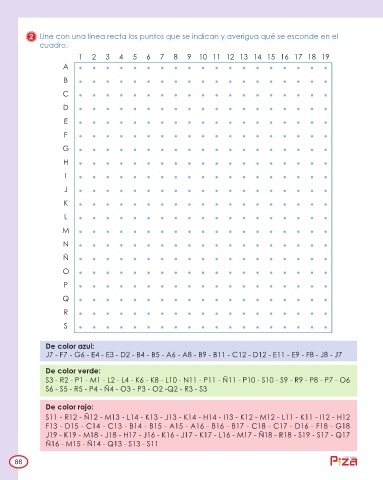 2 Une con una línea recta los puntos que se indican y averigua qué se esconde en el
cuadro.
1 2 3 4 5 6 7 8 9 10 11 12 13 14 15 16 17 18 19
A
B
C
D
E
F
G
H
I
J
K
L
M
N
Ñ
O
P
Q
R
S
De color azul:
J7 - F7 - G6 - E4 - E3 - D2 - B4 - B5 - A6 - A8 - B9 - B11 - C12 - D12 - E11 - E9 - F8 - J8 - J7
De color verde:
S3 - R2 - P1 - M1 - L2 - L4 - K6 - K8 - L10 - N11 - P11 - Ñ11 - P10 - S10 - S9 - R9 - P8 - P7 - O6
S6 - S5 - R5 - P4 - Ñ4 - O3 - P3 - O2 -Q2 - R3 - S3
De color rojo:
S11 - R12 - Ñ12 - M13 - L14 - K13 - J13 - K14 - H14 - I13 - K12 - M12 - L11 - K11 - I12 - H12
F13 - D15 - C14 - C13 - B14 - B15 - A15 - A16 - B16 - B17 - C18 - C17 - D16 - F18 - G18
J19 - K19 - M18 - J18 - H17 - J16 - K16 - J17 - K17 - L16 - M17 - Ñ18 - R18 - S19 - S17 - Q17
Ñ16 - M15 - Ñ14 - Q13 - S13 - S11
88
Piza